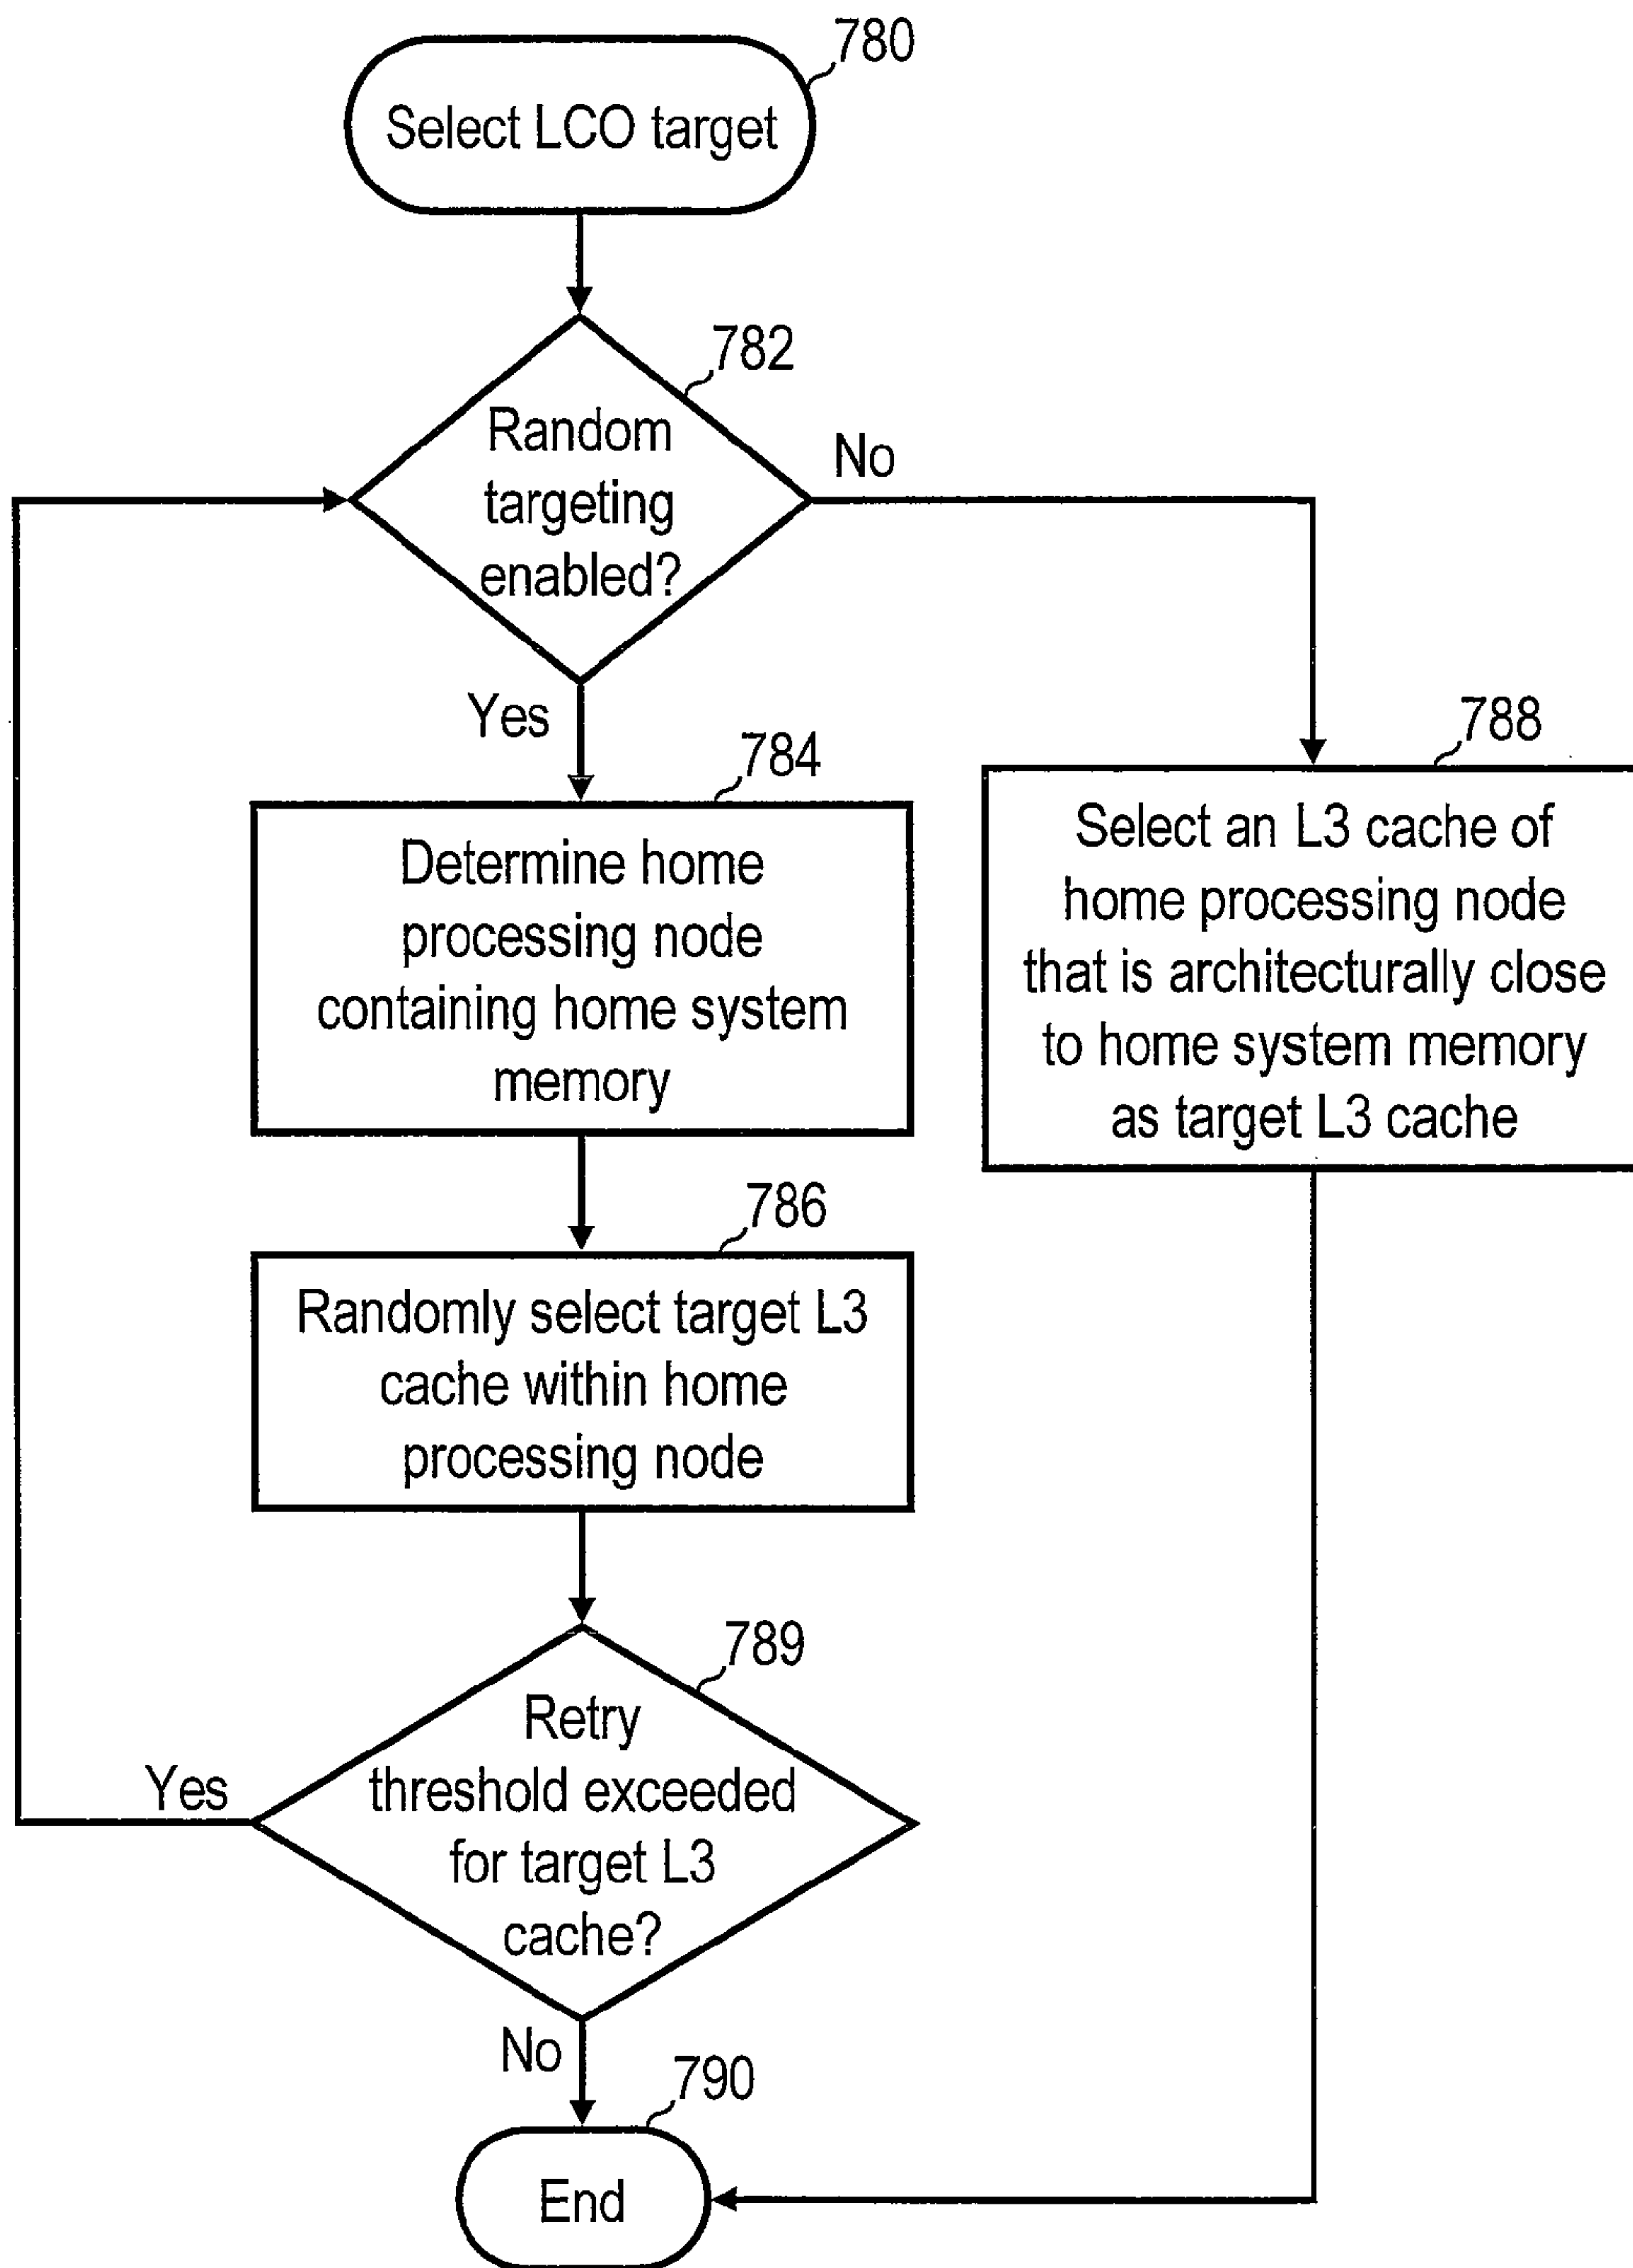 780
Select LCO target
782
Random
targeting
enabled?
No
Yes
784
Determine home
processing node
containing home system
memory
788
Select an L3 cache of
home processing node
that is architecturally close
to home system memory
as target L3 cache
786
Randomly select target L3
cache within home
processing node
789
Retry
threshold exceeded
for target L3
cache?
Yes
No
790
End